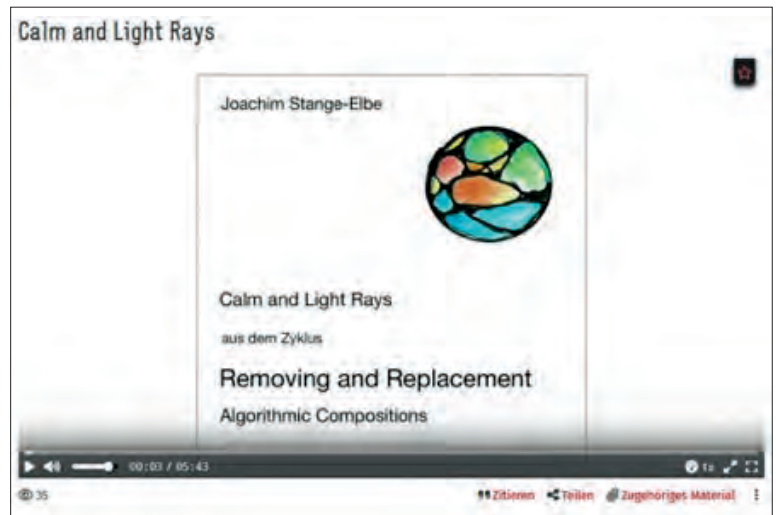 Calm and Light Rays
Joachim Stange-Elbe
Calm and Light Rays
aus dem Zyklus
Removing and Replacement
Algorithmic Compositions
00:03 / 05:43
1x
35
Zitieren Teilen Zugehöriges Material